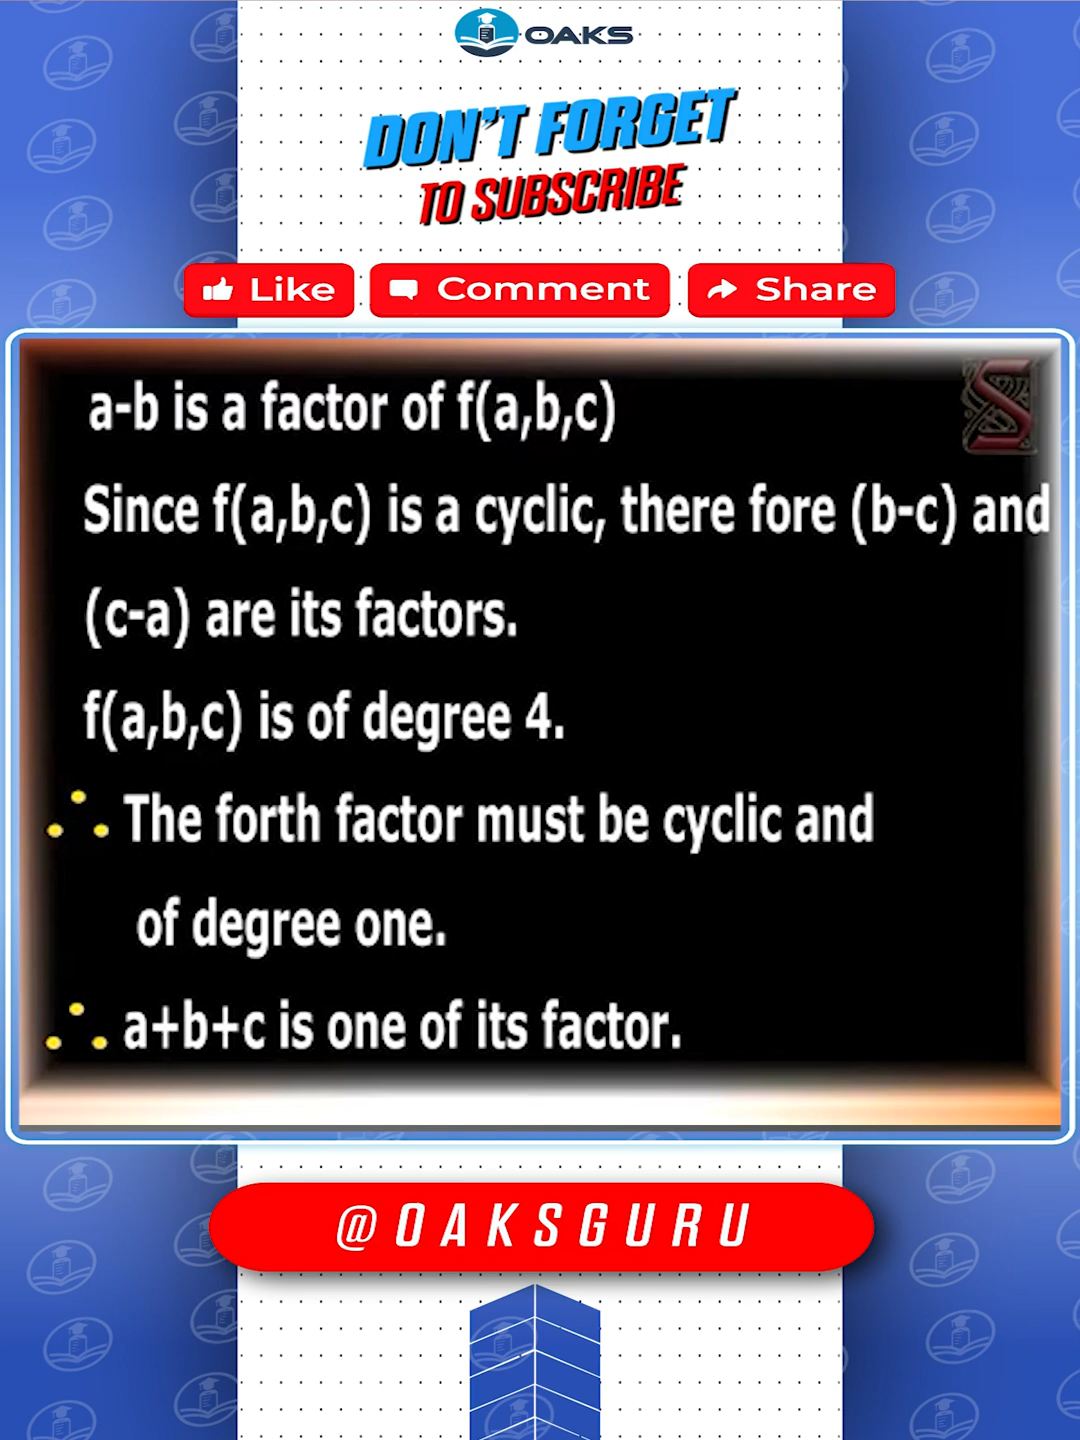 OAKS
DON'T FORGET
TO SUBSCRIBE
Like
Comment
Share
a-b is a factor of f(a,b,c)
Since f(a,b,c) is a cyclic, there fore (b-c) and
(c-a) are its factors.
f(a,b,c) is of degree 4.
∴ The forth factor must be cyclic and
of degree one.
∴ a+b+c is one of its factor.
S
@OAKSGURU